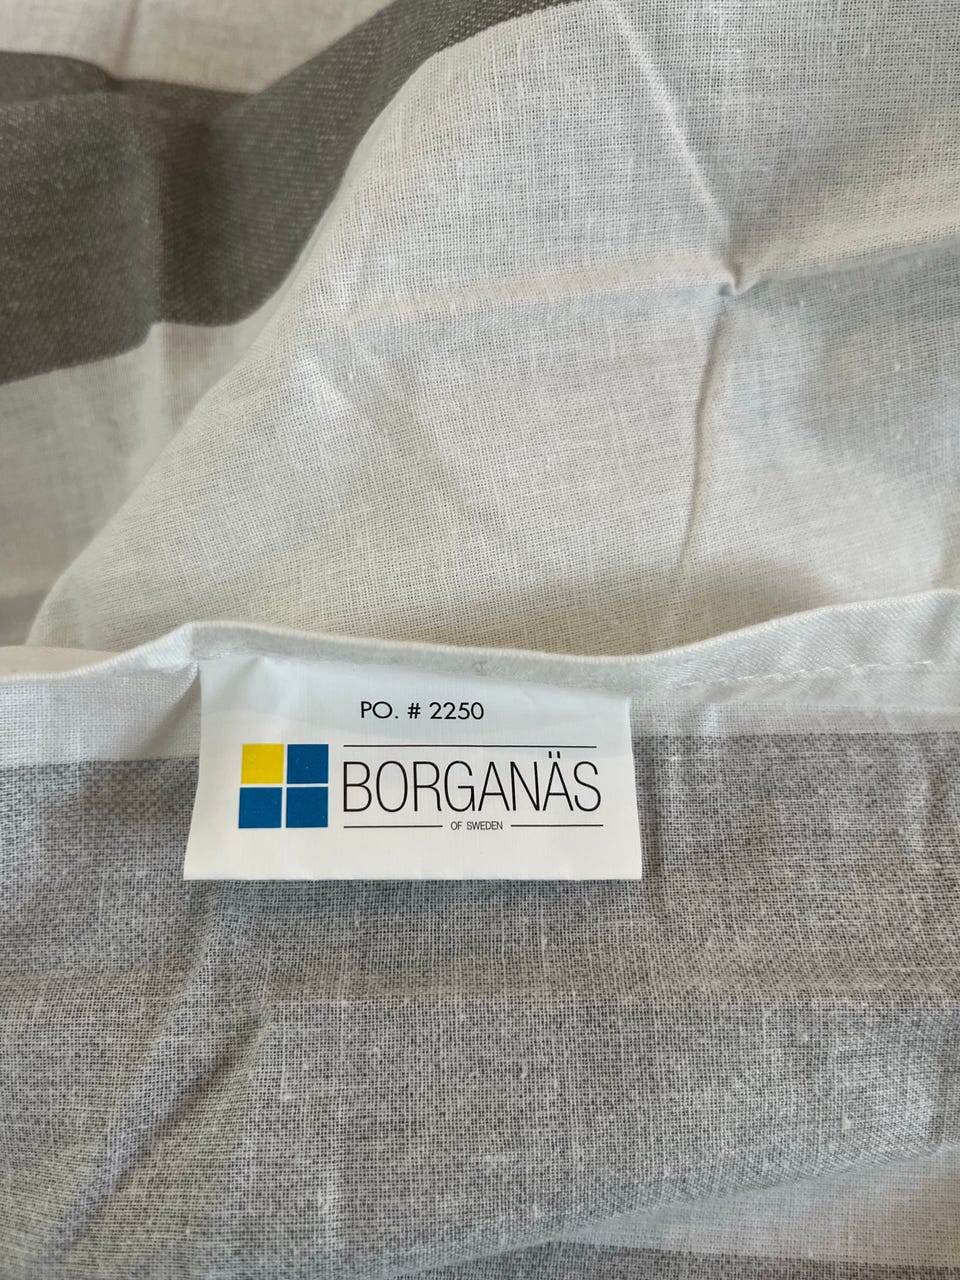 PO. # 2250
BORGANÄS
OF SWEDEN